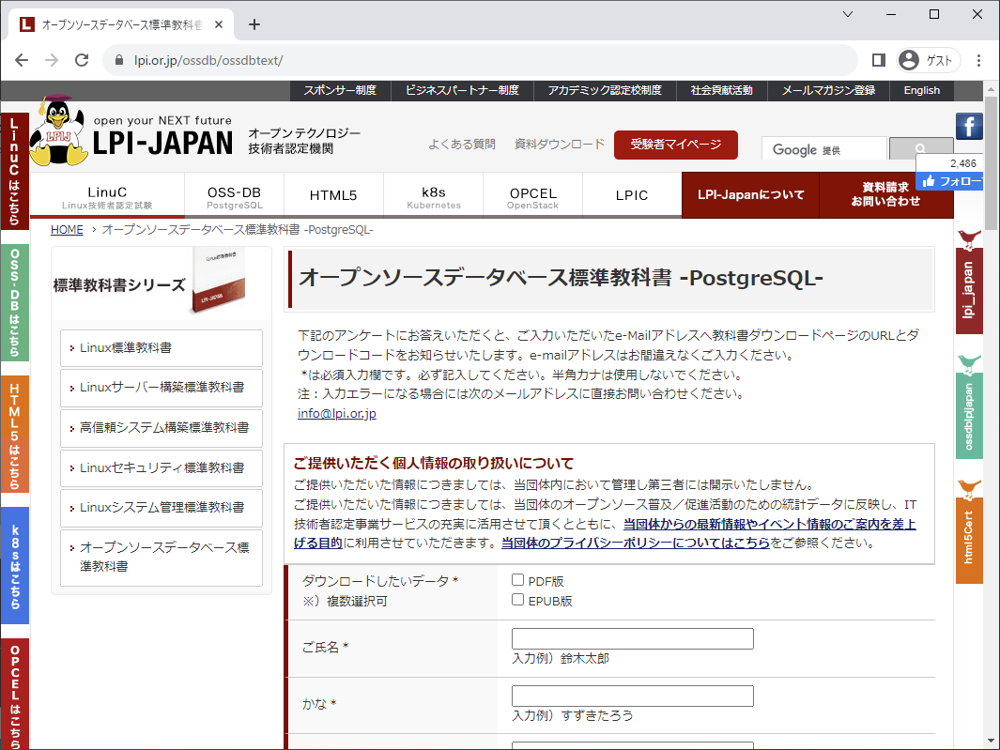 オープンソースデータベース標準教科書
lpi.or.jp/ossdb/ossdbtext/
ゲスト
スポンサー制度
ビジネスパートナー制度
アカデミック認定校制度
社会貢献活動
メールマガジン登録
English
open your NEXT future
LPI-JAPAN
オープンテクノロジー
技術者認定機関
よくある質問
資料ダウンロード
受験者マイページ
Google 提供
2,486
フォロー
LinuC
Linux技術者認定試験
OSS-DB
PostgreSQL
HTML5
k8s
Kubernetes
OPCEL
OpenStack
LPIC
LPI-Japanについて
資料請求
お問い合わせ
LinuCはこちら
OSS-DBはこちら
HTML5はこちら
k8sはこちら
OPCELはこちら
HOME › オープンソースデータベース標準教科書 -PostgreSQL-
標準教科書シリーズ
Linux標準教科書
Linuxサーバー構築標準教科書
高信頼システム構築標準教科書
Linuxセキュリティ標準教科書
Linuxシステム管理標準教科書
オープンソースデータベース標
準教科書
オープンソースデータベース標準教科書 -PostgreSQL-
下記のアンケートにお答えいただくと、ご入力いただいたe-Mailアドレスへ教科書ダウンロードページのURLとダ
ウンロードコードをお知らせいたします。e-mailアドレスはお間違えなくご入力ください。
*は必須入力欄です。必ず記入してください。半角カナは使用しないでください。
注：入力エラーになる場合には次のメールアドレスに直接お問い合わせください。
info@lpi.or.jp
ご提供いただく個人情報の取り扱いについて
ご提供いただいた情報につきましては、当団体内において管理し第三者には開示いたしません。
ご提供いただいた情報につきましては、当団体のオープンソース普及／促進活動のための統計データに反映し、IT
技術者認定事業サービスの充実に活用させて頂くとともに、当団体からの最新情報やイベント情報のご案内を差上
げる目的に利用させていただきます。当団体のプライバシーポリシーについてはこちらをご参照ください。
ダウンロードしたいデータ *
※）複数選択可
PDF版
EPUB版
ご氏名 *
入力例）鈴木太郎
かな *
入力例）すずきたろう
lpi_japan
ossdblpijapan
html5Cert